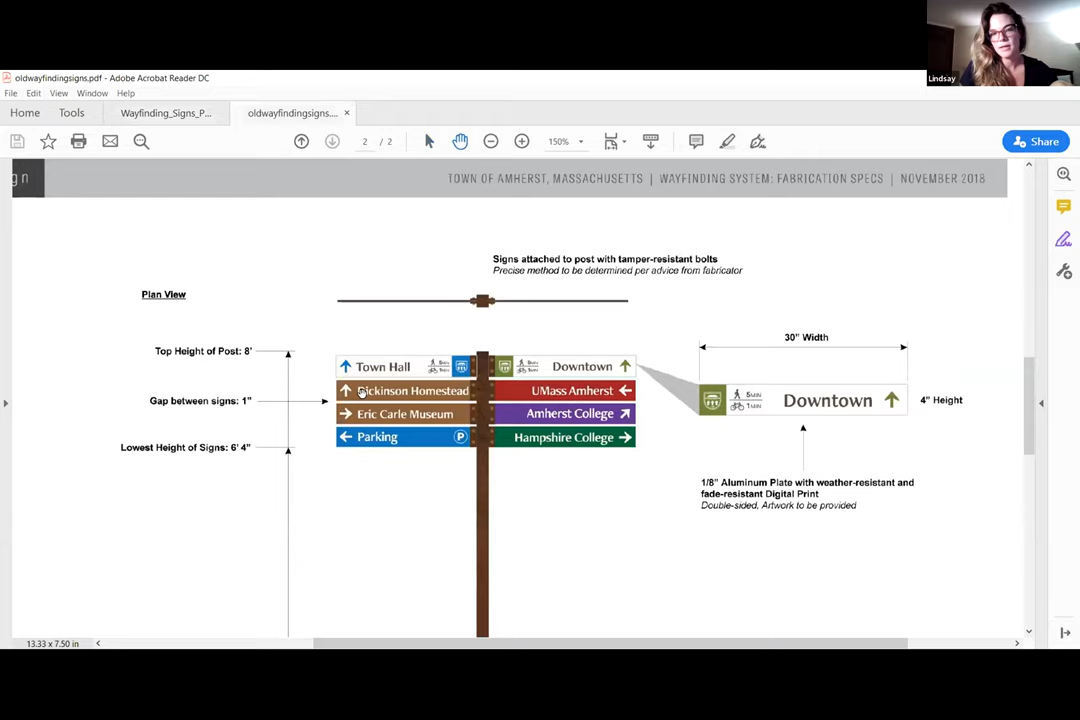 Lindsay
oldwayfindingsigns.pdf - Adobe Acrobat Reader DC
File Edit View Window Help
Home Tools Wayfinding_Signs_P... oldwayfindingsigns.... ×
2 / 2 150% Share
gn
TOWN OF AMHERST, MASSACHUSETTS | WAYFINDING SYSTEM: FABRICATION SPECS | NOVEMBER 2018
Signs attached to post with tamper-resistant bolts
Precise method to be determined per advice from fabricator
Plan View
Top Height of Post: 8'
Gap between signs: 1"
Lowest Height of Signs: 6' 4"
Town Hall
Dickinson Homestead
Eric Carle Museum
Parking P
Downtown
UMass Amherst
Amherst College
Hampshire College
30" Width
5 MIN
1 MIN
Downtown
4" Height
1/8" Aluminum Plate with weather-resistant and
fade-resistant Digital Print
Double-sided, Artwork to be provided
13.33 x 7.50 in